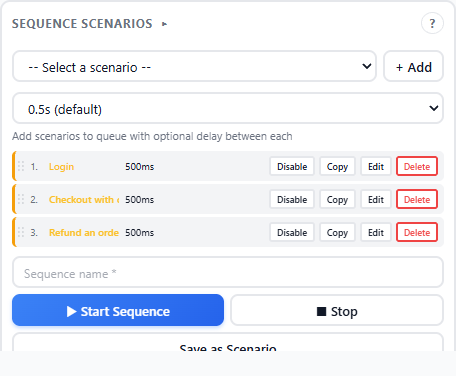 SEQUENCE SCENARIOS ▸ ?
-- Select a scenario -- + Add
0.5s (default)
Add scenarios to queue with optional delay between each
1. Login 500ms Disable Copy Edit Delete
2. Checkout with 500ms Disable Copy Edit Delete
3. Refund an orde 500ms Disable Copy Edit Delete
Sequence name *
▶ Start Sequence ■ Stop
Save as Scenario